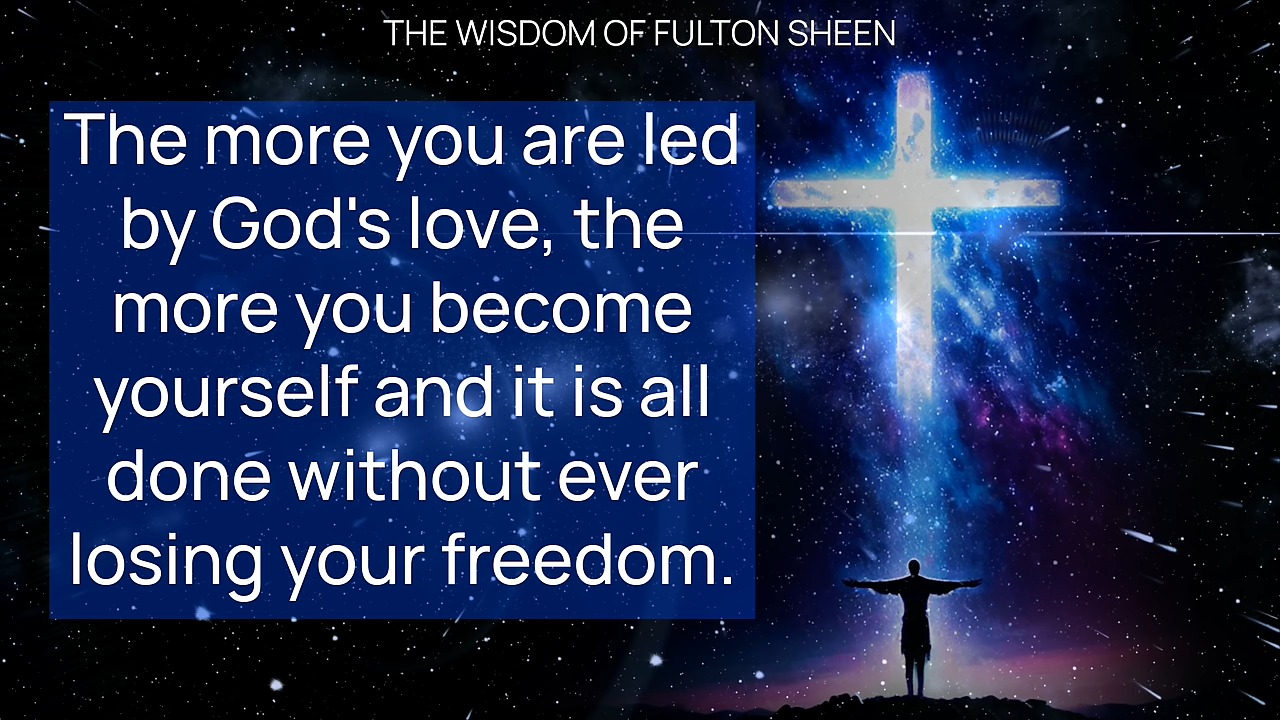 THE WISDOM OF FULTON SHEEN
The more you are led
by God's love, the
more you become
yourself and it is all
done without ever
losing your freedom.